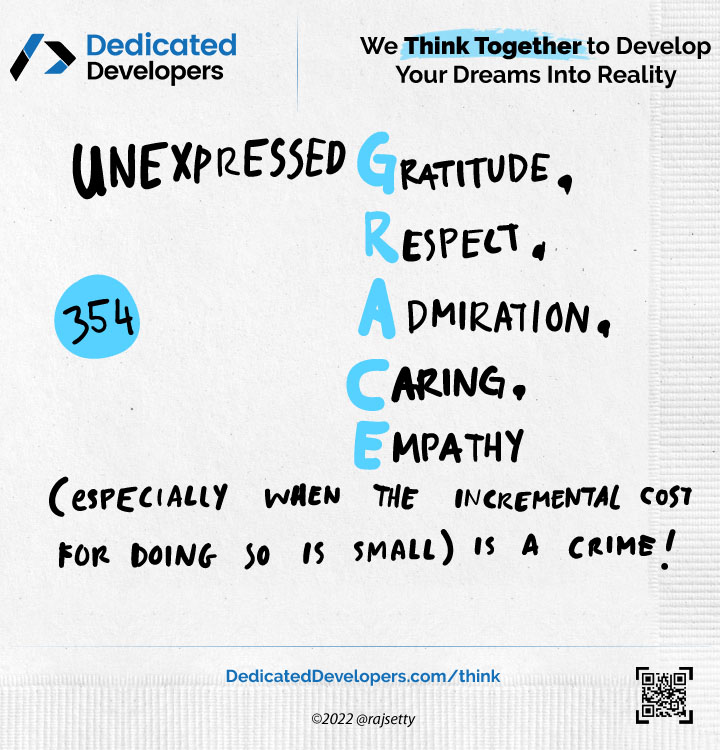 Dedicated
Developers
We Think Together to Develop
Your Dreams Into Reality
UNEXPRESSED GRATITUDE,
RESPECT,
354
ADMIRATION,
CARING,
EMPATHY
(eSPECIALLY WHEN THE INCREMENTAL COST
FOR DOING SO IS SMALL) IS A CRIME!
DedicatedDevelopers.com/think
©2022 @rajsetty